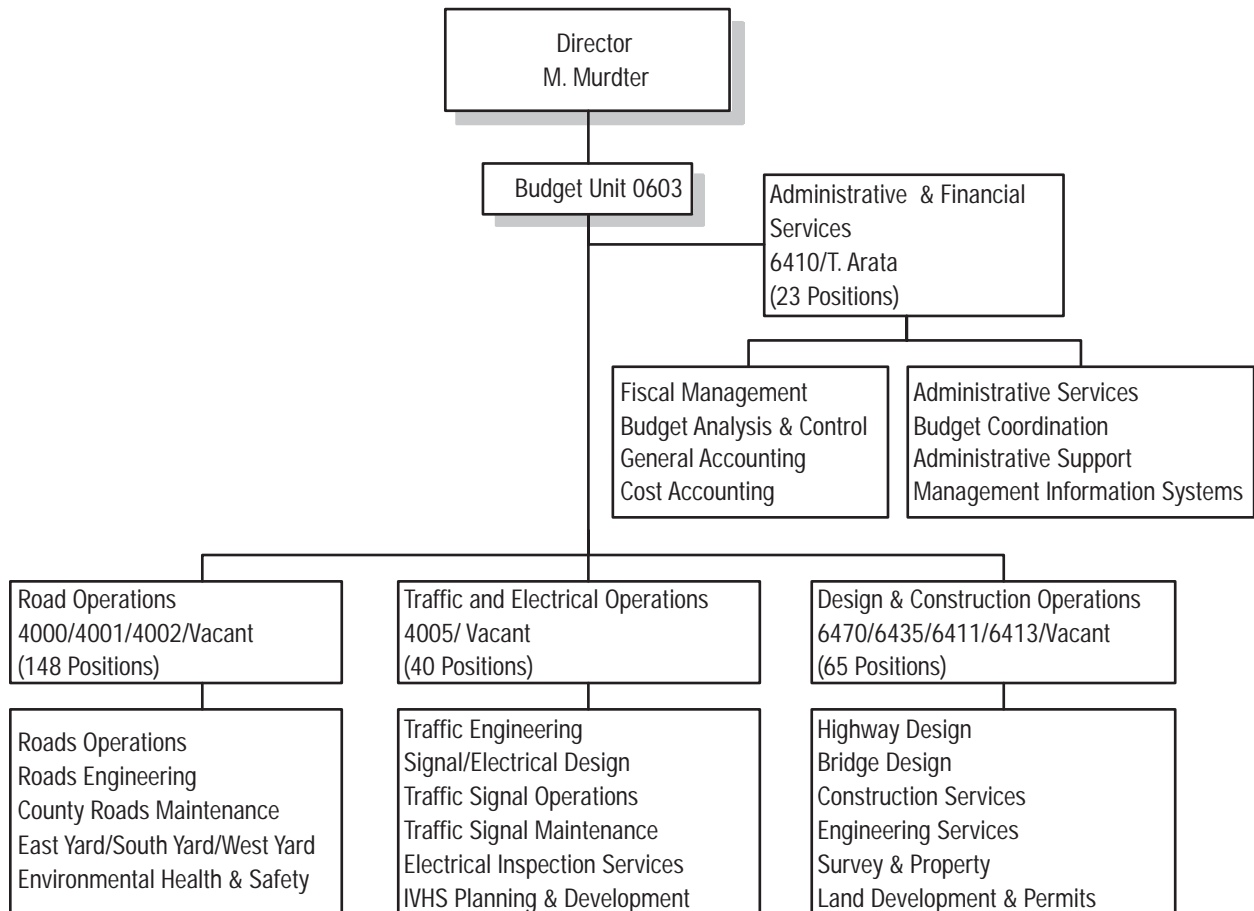 Director
M. Murdter
Budget Unit 0603
Administrative & Financial
Services
6410/T. Arata
(23 Positions)
Fiscal Management
Budget Analysis & Control
General Accounting
Cost Accounting
Administrative Services
Budget Coordination
Administrative Support
Management Information Systems
Road Operations
4000/4001/4002/Vacant
(148 Positions)
Traffic and Electrical Operations
4005/ Vacant
(40 Positions)
Design & Construction Operations
6470/6435/6411/6413/Vacant
(65 Positions)
Roads Operations
Roads Engineering
County Roads Maintenance
East Yard/South Yard/West Yard
Environmental Health & Safety
Traffic Engineering
Signal/Electrical Design
Traffic Signal Operations
Traffic Signal Maintenance
Electrical Inspection Services
IVHS Planning & Development
Highway Design
Bridge Design
Construction Services
Engineering Services
Survey & Property
Land Development & Permits